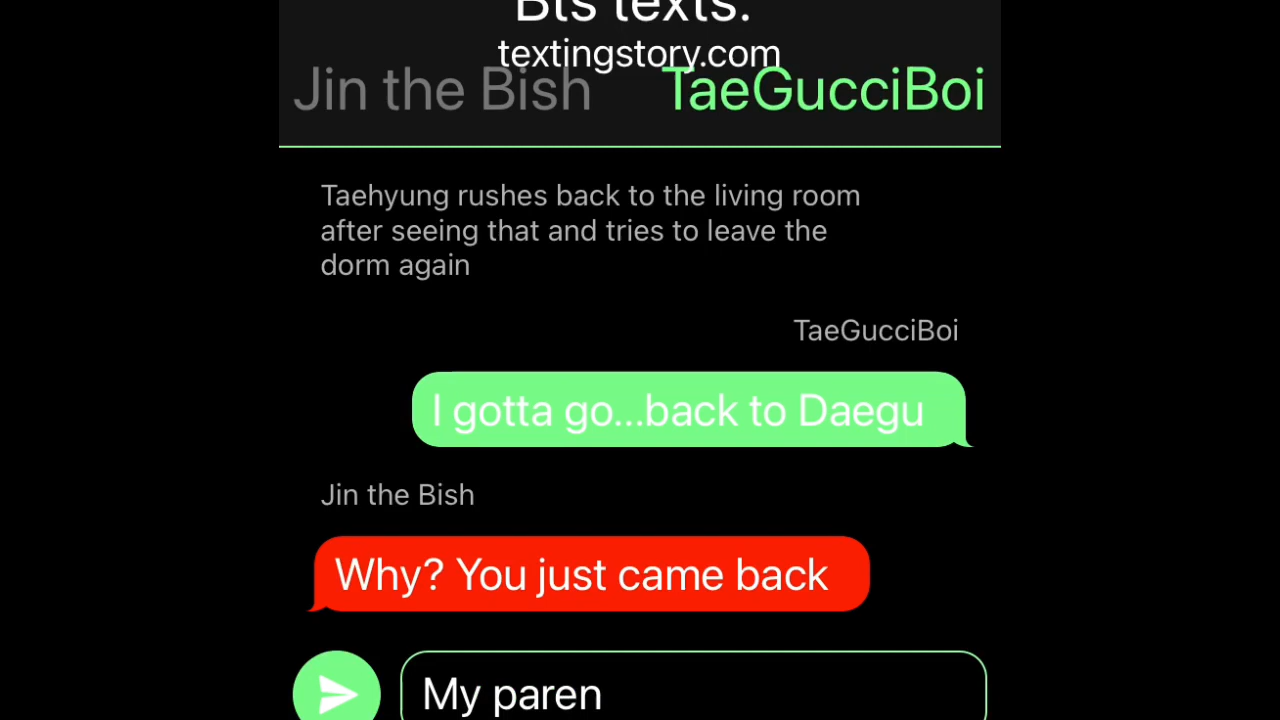 Bts texts.
textingstory.com
Jin the Bish TaeGucciBoi
Taehyung rushes back to the living room
after seeing that and tries to leave the
dorm again
TaeGucciBoi
I gotta go...back to Daegu
Jin the Bish
Why? You just came back
My paren